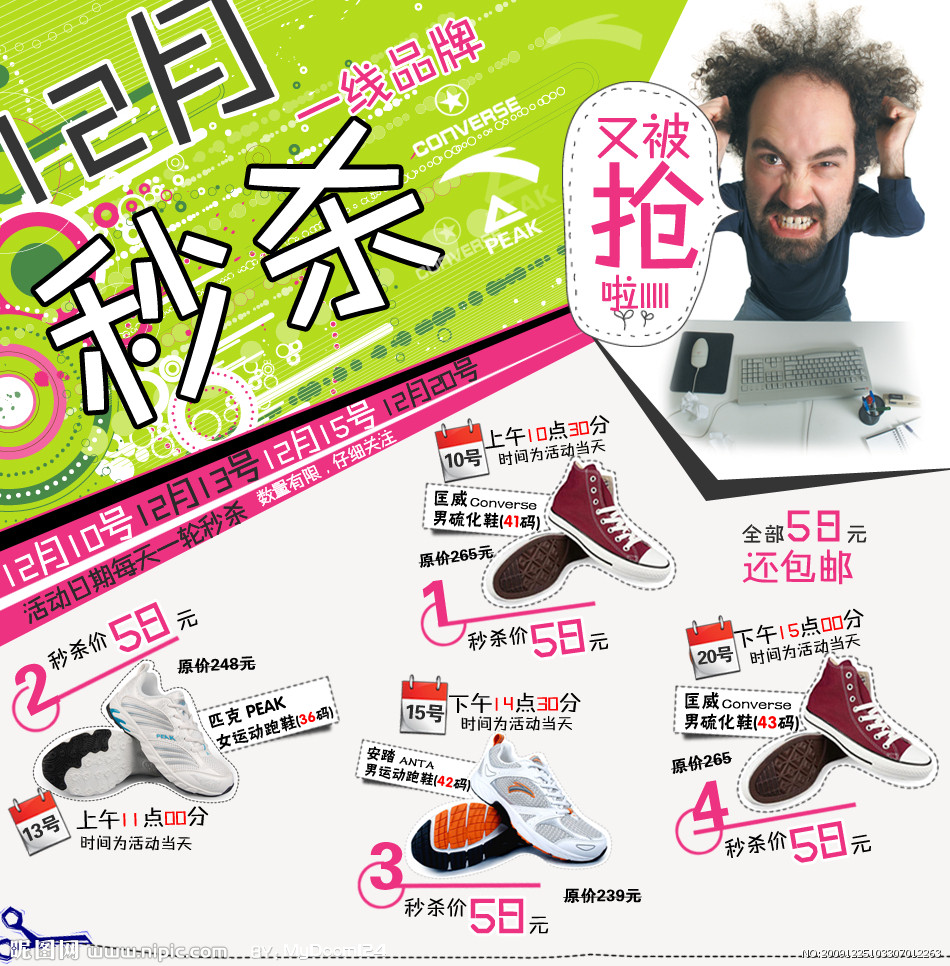 12月
秒杀
一线品牌
CONVERSE
PEAK
CONVERSE
PEAK
又被
抢
啦!!!!!!
12月10号 12月13号 12月15号 12月20号
活动日期每天一轮秒杀 数量有限，仔细关注
10号
上午10点30分
时间为活动当天
匡威Converse
男硫化鞋(41码)
原价265元
1
秒杀价58元
全部58元
还包邮
2
秒杀价58元
原价248元
匹克 PEAK
女运动跑鞋(36码)
PEAK
13号
上午11点00分
时间为活动当天
15号
下午14点30分
时间为活动当天
安踏 ANTA
男运动跑鞋(42码)
3
秒杀价58元
原价239元
20号
下午15点00分
时间为活动当天
匡威Converse
男硫化鞋(43码)
原价265
4
秒杀价58元
昵图网 www.nipic.com
NO:20091335103307012263